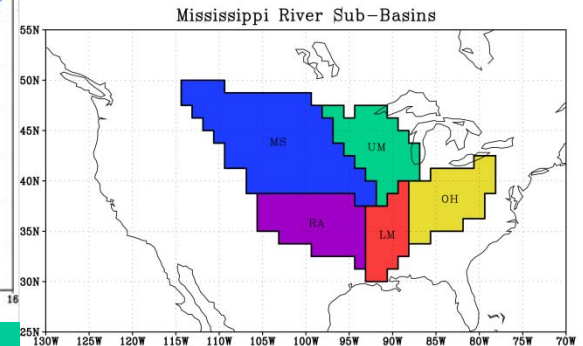 Mississippi River Sub-Basins
55N
50N
45N
40N
35N
30N
25N
MS
UM
RA
LM
OH
16
130W 125W 120W 115W 110W 105W 100W 95W 90W 85W 80W 75W 70W